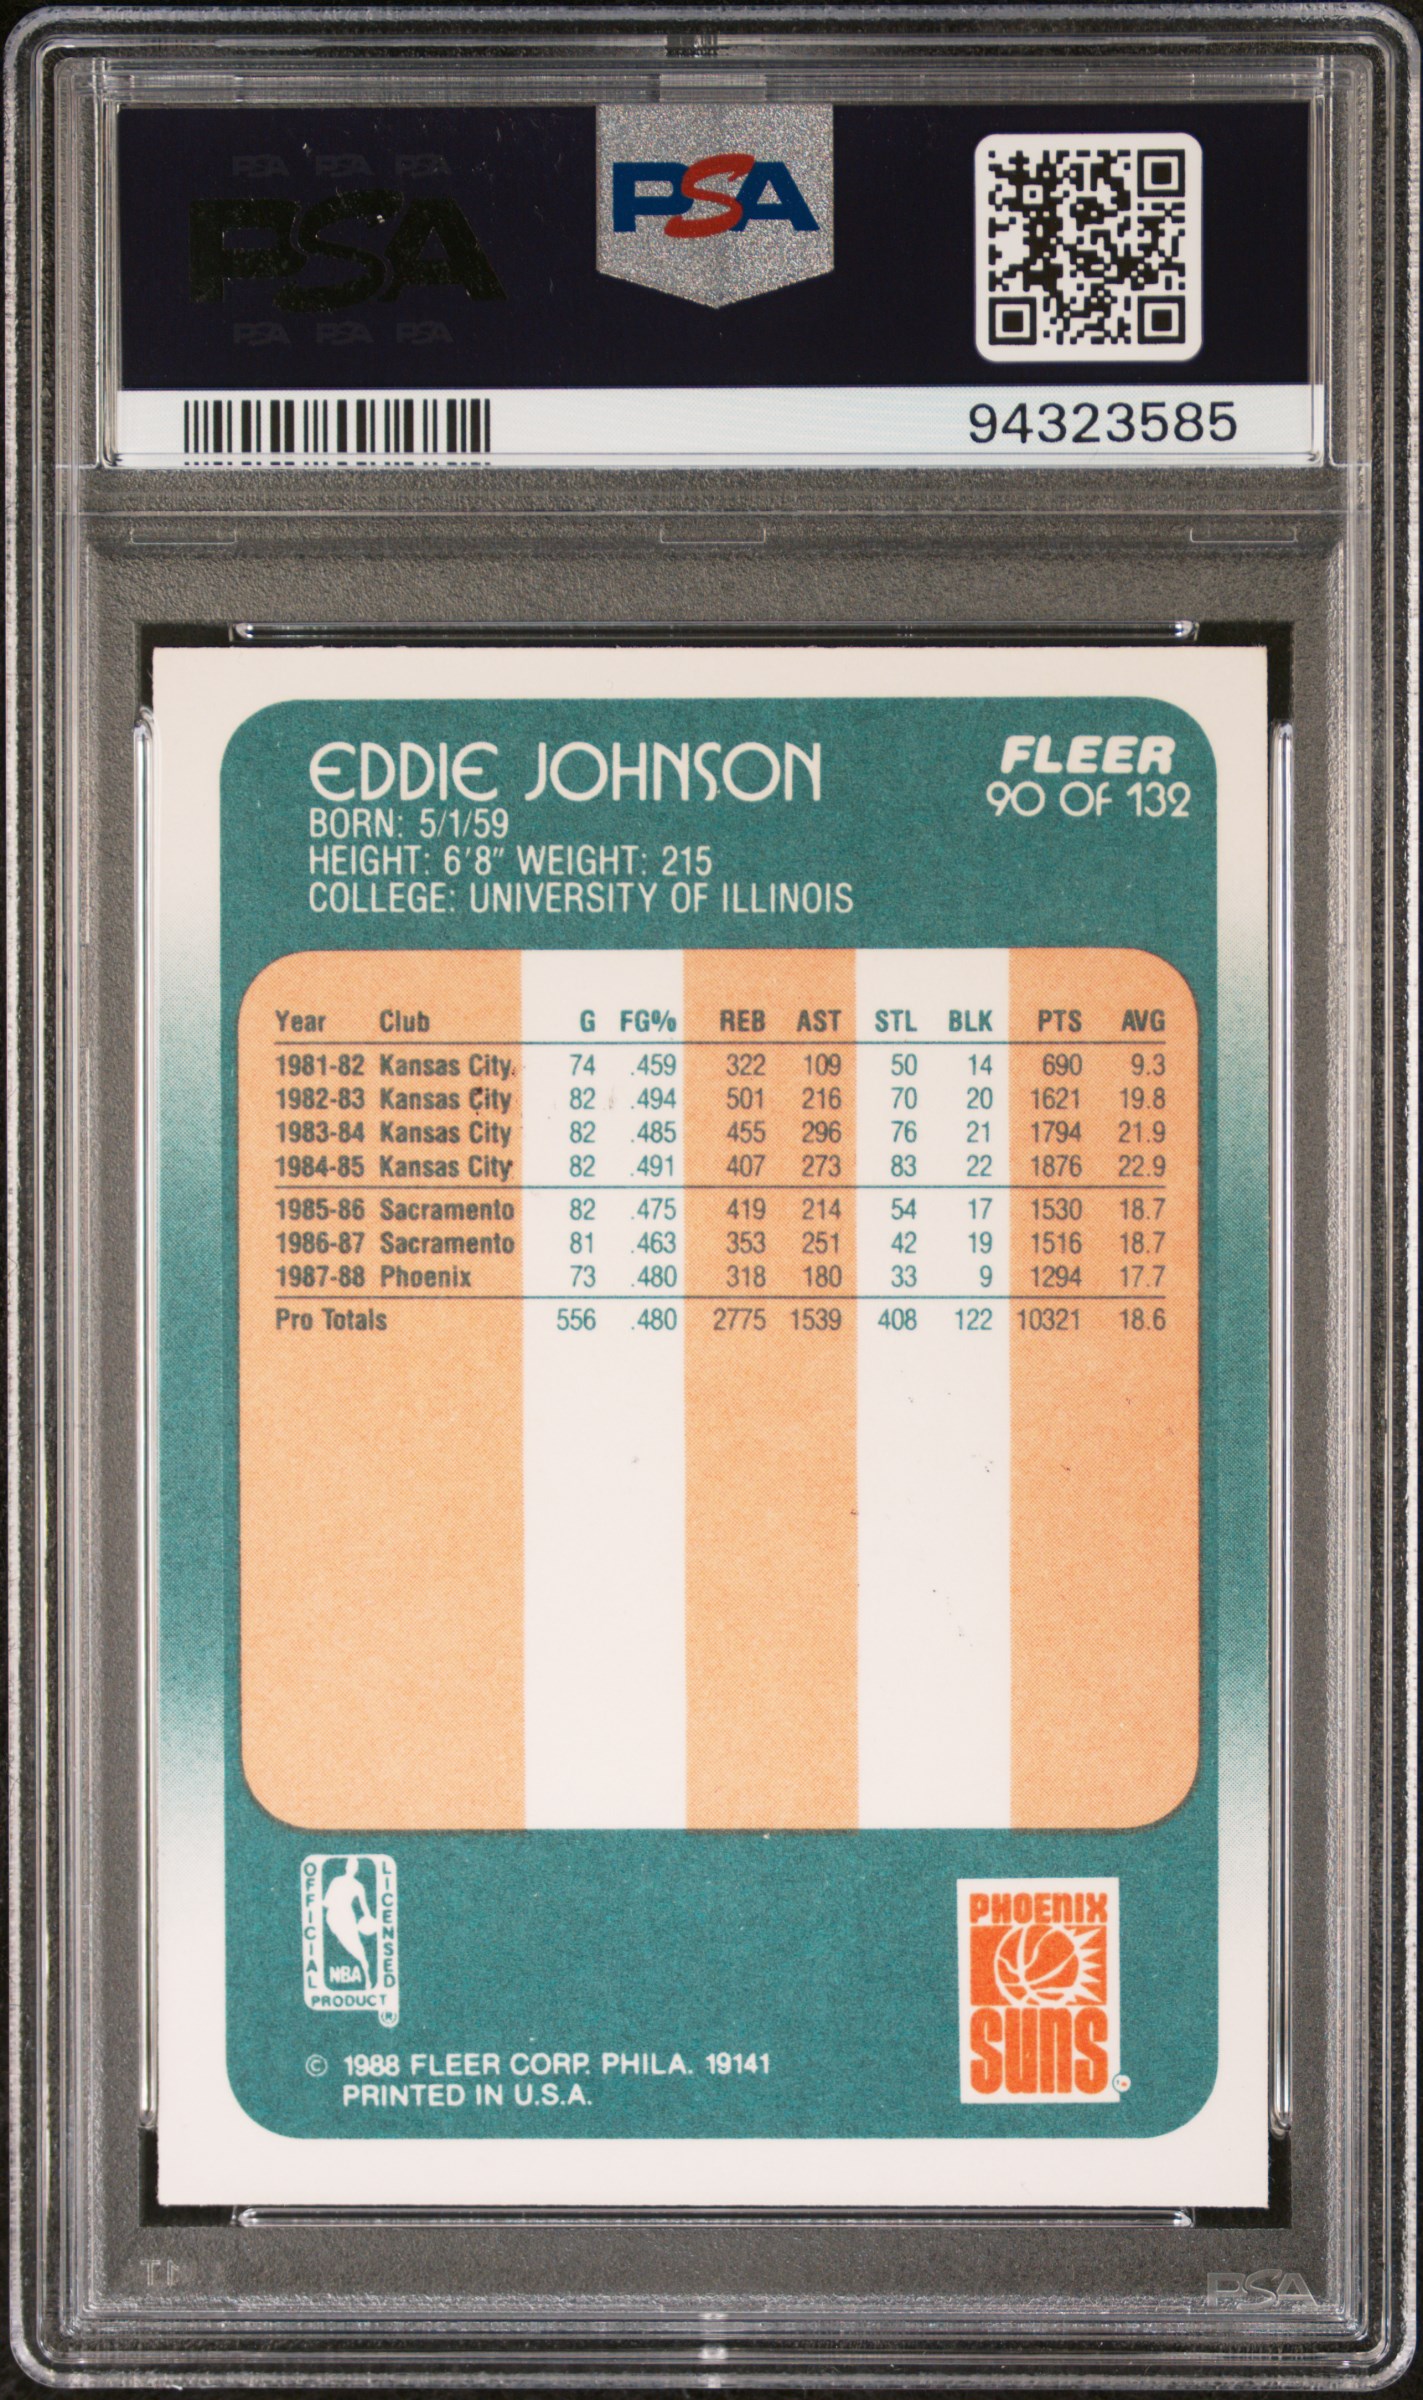 PSA PSA PSA
PSA
PSA PSA PSA
PSA
94323585
EDDIE JOHNSON
BORN: 5/1/59
HEIGHT: 6'8" WEIGHT: 215
COLLEGE: UNIVERSITY OF ILLINOIS
FLEER
90 OF 132
Year Club G FG% REB AST STL BLK PTS AVG
1981-82 Kansas City 74 .459 322 109 50 14 690 9.3
1982-83 Kansas City 82 .494 501 216 70 20 1621 19.8
1983-84 Kansas City 82 .485 455 296 76 21 1794 21.9
1984-85 Kansas City 82 .491 407 273 83 22 1876 22.9
1985-86 Sacramento 82 .475 419 214 54 17 1530 18.7
1986-87 Sacramento 81 .463 353 251 42 19 1516 18.7
1987-88 Phoenix 73 .480 318 180 33 9 1294 17.7
Pro Totals 556 .480 2775 1539 408 122 10321 18.6
OFFICIAL
LICENSED
NBA
PRODUCT
®
PHOENIX
SUNS
© 1988 FLEER CORP. PHILA. 19141
PRINTED IN U.S.A.
PSA